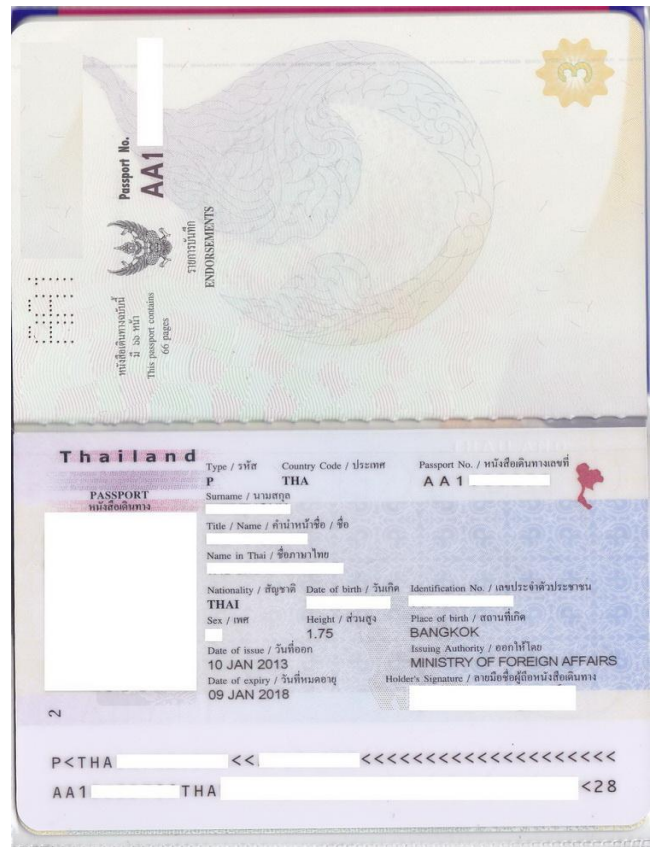 Passport No.
AA1
รายการบันทึก
ENDORSEMENTS
หนังสือเดินทางฉบับนี้
มี ๖๖ หน้า
This passport contains
66 pages
Thailand
PASSPORT
หนังสือเดินทาง
Type / รหัส Country Code / ประเทศ Passport No. / หนังสือเดินทางเลขที่
P THA AA1
Surname / นามสกุล
Title / Name / คำนำหน้าชื่อ / ชื่อ
Name in Thai / ชื่อภาษาไทย
Nationality / สัญชาติ Date of birth / วันเกิด Identification No. / เลขประจำตัวประชาชน
THAI
Sex / เพศ Height / ส่วนสูง Place of birth / สถานที่เกิด
1.75 BANGKOK
Date of issue / วันที่ออก Issuing Authority / ออกให้โดย
10 JAN 2013 MINISTRY OF FOREIGN AFFAIRS
Date of expiry / วันที่หมดอายุ Holder's Signature / ลายมือชื่อผู้ถือหนังสือเดินทาง
09 JAN 2018
2
P<THA << <<<<<<<<<<<<<<<<<<<<<
AA1 THA <28